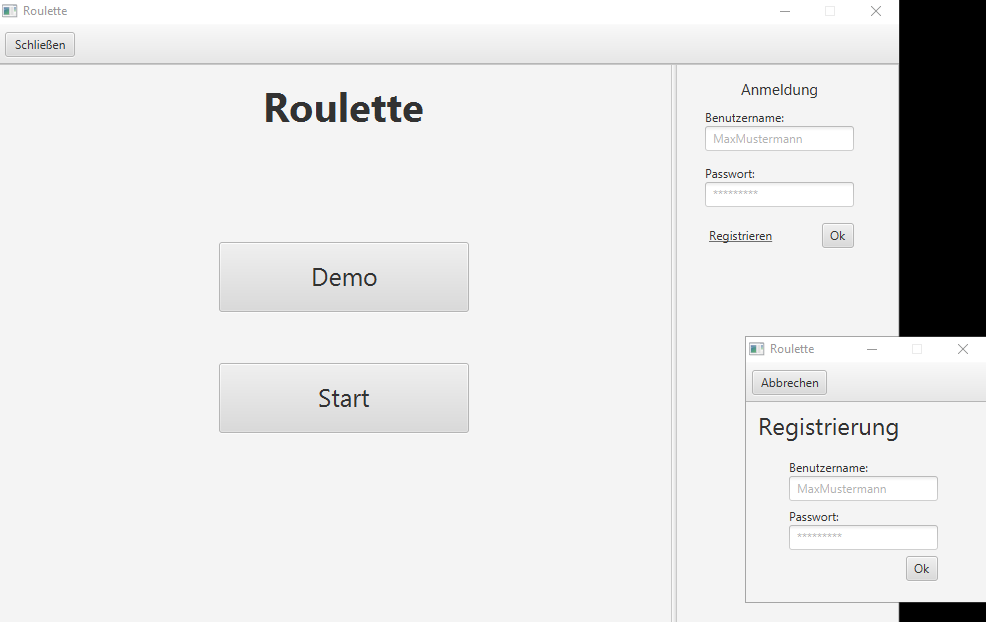 Roulette
Schließen
Roulette
Demo
Start
Anmeldung
Benutzername:
MaxMustermann
Passwort:
*********
Registrieren
Ok
Roulette
Abbrechen
Registrierung
Benutzername:
MaxMustermann
Passwort:
*********
Ok